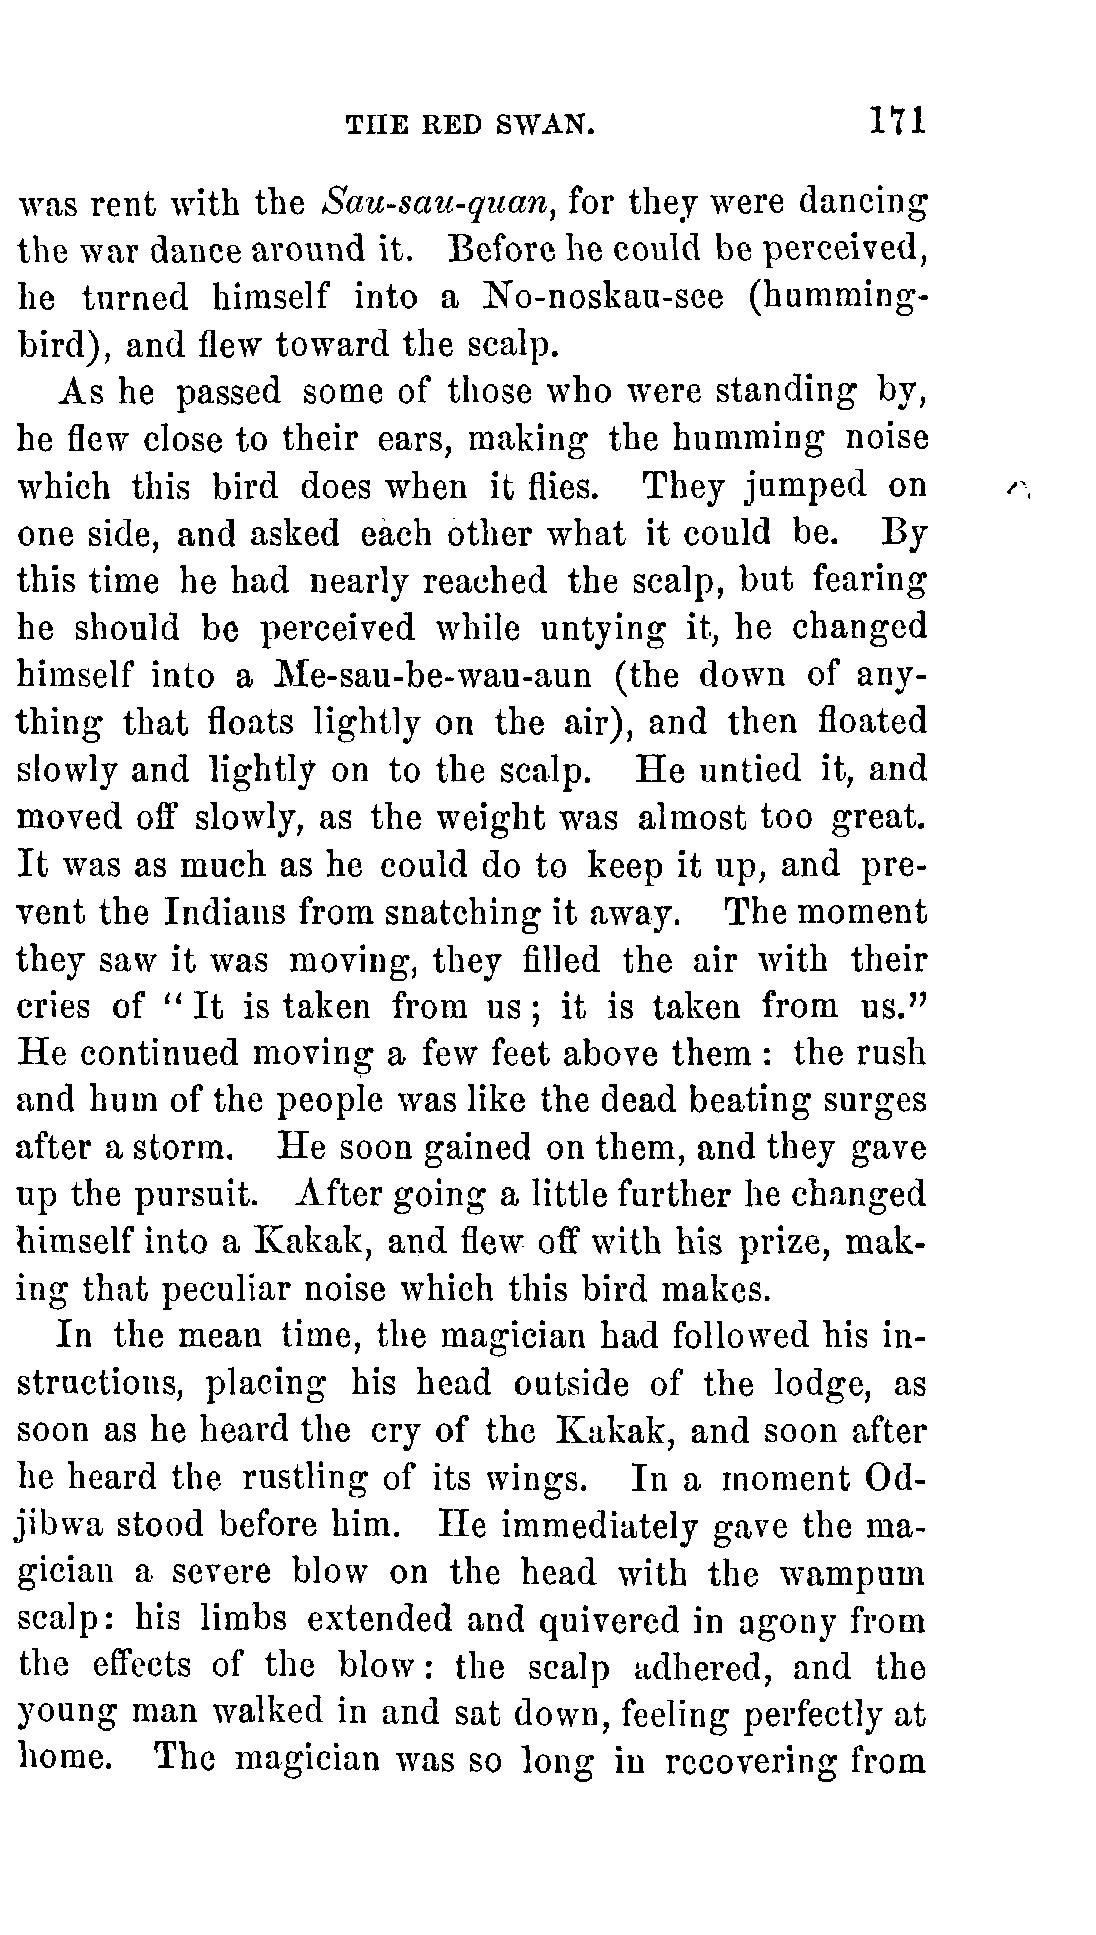 THE RED SWAN. 171
was rent with the Sau-sau-quan, for they were dancing
the war dance around it. Before he could be perceived,
he turned himself into a No-noskau-see (humming-
bird), and flew toward the scalp.
As he passed some of those who were standing by,
he flew close to their ears, making the humming noise
which this bird does when it flies. They jumped on
one side, and asked each other what it could be. By
this time he had nearly reached the scalp, but fearing
he should be perceived while untying it, he changed
himself into a Me-sau-be-wau-aun (the down of any-
thing that floats lightly on the air), and then floated
slowly and lightly on to the scalp. He untied it, and
moved off slowly, as the weight was almost too great.
It was as much as he could do to keep it up, and pre-
vent the Indians from snatching it away. The moment
they saw it was moving, they filled the air with their
cries of "It is taken from us; it is taken from us."
He continued moving a few feet above them: the rush
and hum of the people was like the dead beating surges
after a storm. He soon gained on them, and they gave
up the pursuit. After going a little further he changed
himself into a Kakak, and flew off with his prize, mak-
ing that peculiar noise which this bird makes.
In the mean time, the magician had followed his in-
structions, placing his head outside of the lodge, as
soon as he heard the cry of the Kakak, and soon after
he heard the rustling of its wings. In a moment Od-
jibwa stood before him. He immediately gave the ma-
gician a severe blow on the head with the wampum
scalp: his limbs extended and quivered in agony from
the effects of the blow: the scalp adhered, and the
young man walked in and sat down, feeling perfectly at
home. The magician was so long in recovering from